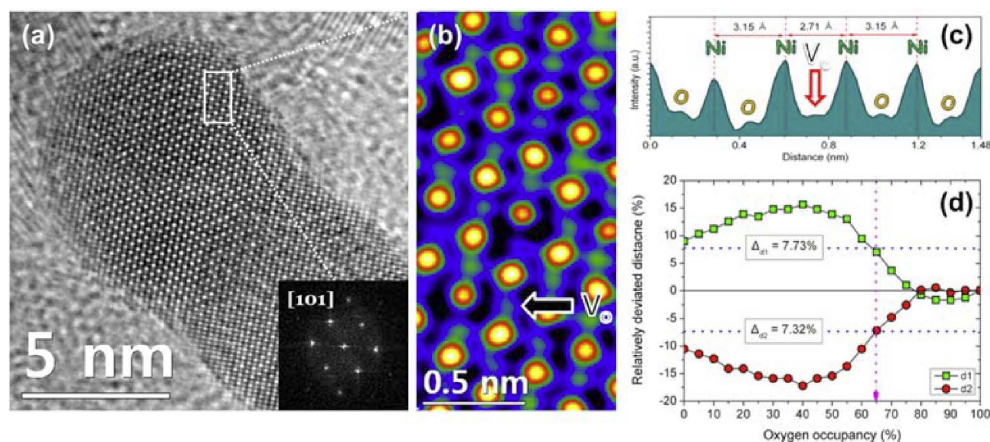 (a)
[101]
5 nm
(b)
Vo
0.5 nm
(c)
3.15 Å 2.71 Å 3.15 Å
Ni Ni Ni Ni
V
O O O O
Intensity (a.u.)
0.0 0.4 0.8 1.2 1.48
Distance (nm)
(d)
Relatively deviated distacne (%)
20
15
10
5
0
-5
-10
-15
-20
Δd1 = 7.73%
Δd2 = 7.32%
d1
d2
0 10 20 30 40 50 60 70 80 90 100
Oxygen occupancy (%)